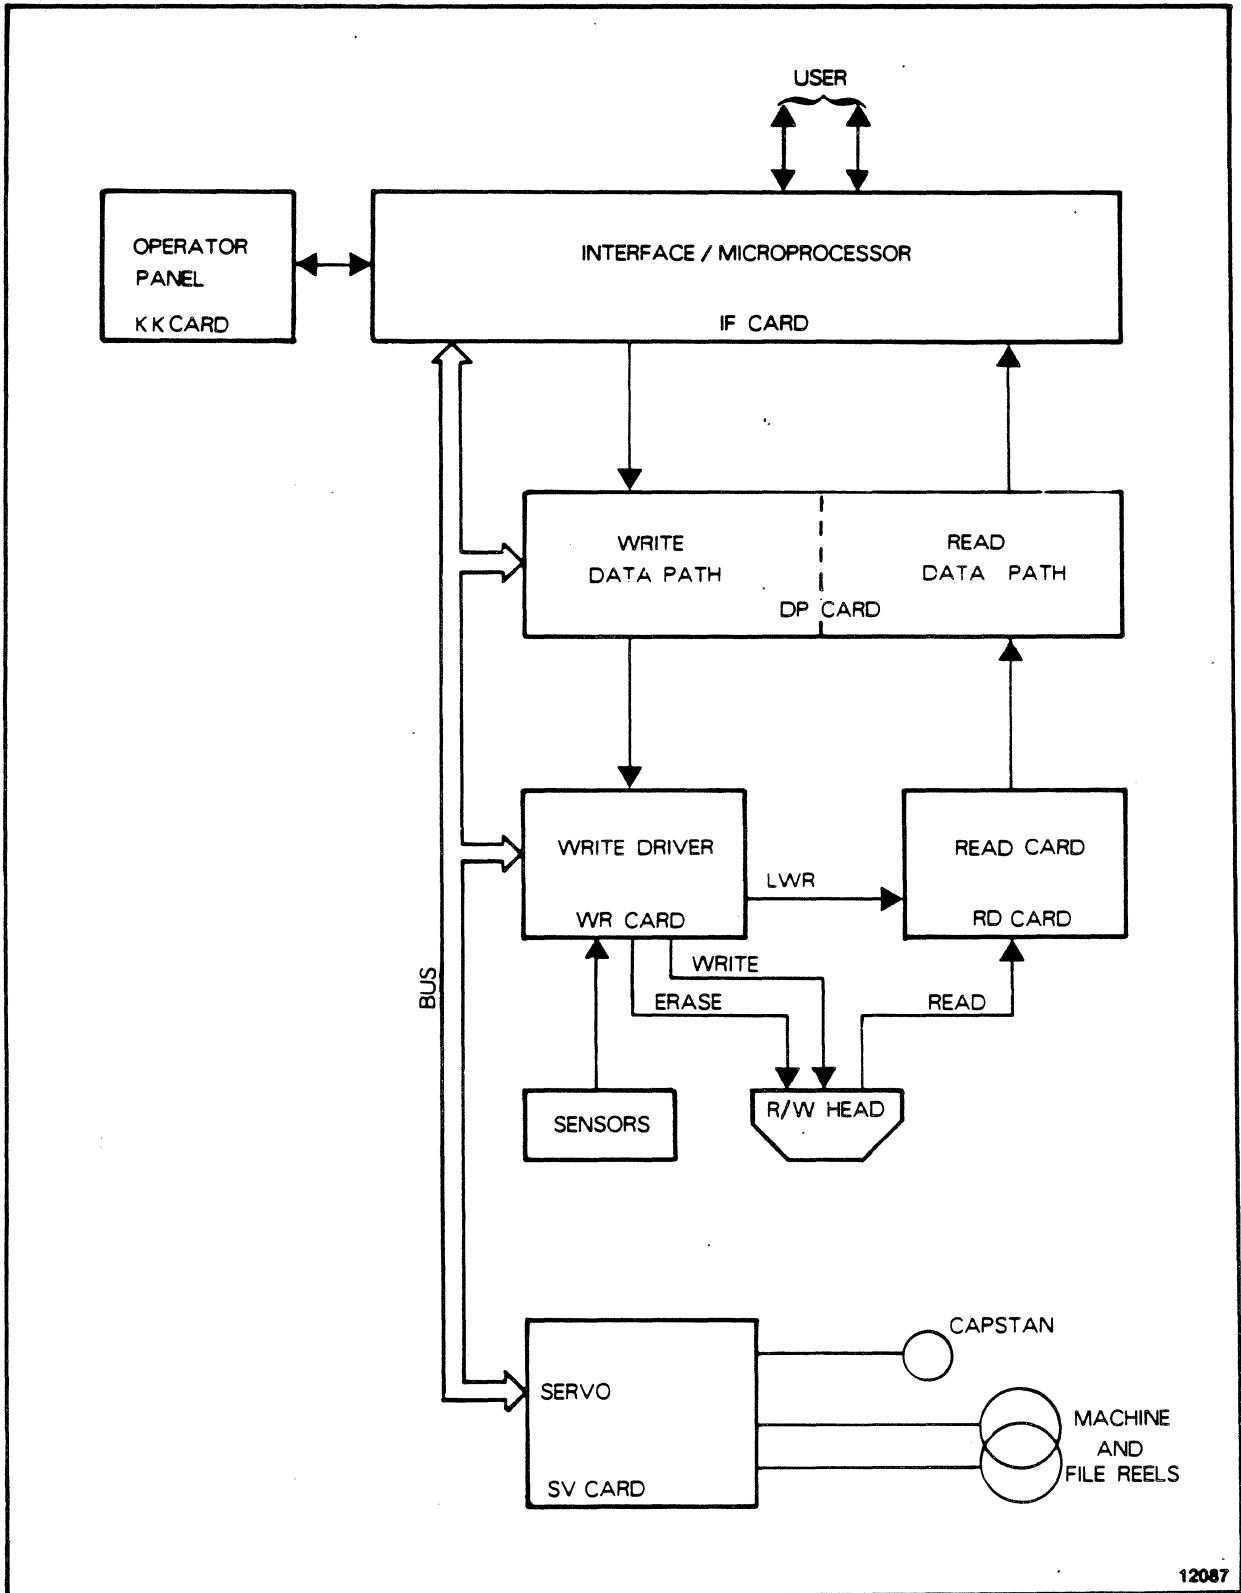 USER
OPERATOR
PANEL
KK CARD
INTERFACE / MICROPROCESSOR
IF CARD
WRITE
DATA PATH
READ
DATA PATH
DP CARD
WRITE DRIVER
WR CARD
LWR
READ CARD
RD CARD
BUS
WRITE
ERASE
READ
SENSORS
R/W HEAD
CAPSTAN
SERVO
SV CARD
MACHINE
AND
FILE REELS
12087